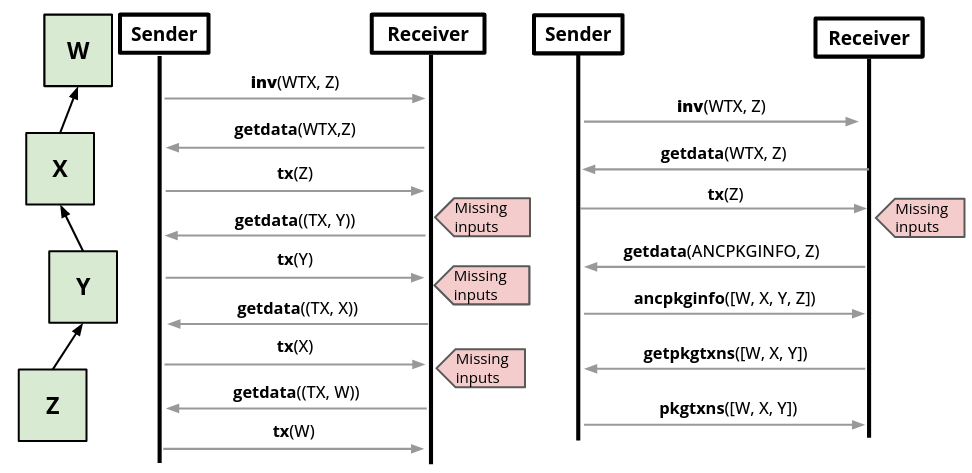 W
X
Y
Z
Sender
Receiver
inv(WTX, Z)
getdata(WTX,Z)
tx(Z)
Missing
inputs
getdata((TX, Y))
tx(Y)
Missing
inputs
getdata((TX, X))
tx(X)
Missing
inputs
getdata((TX, W))
tx(W)
Sender
Receiver
inv(WTX, Z)
getdata(WTX, Z)
tx(Z)
Missing
inputs
getdata(ANCPKGINFO, Z)
ancpkginfo([W, X, Y, Z])
getpkgtxns([W, X, Y])
pkgtxns([W, X, Y])